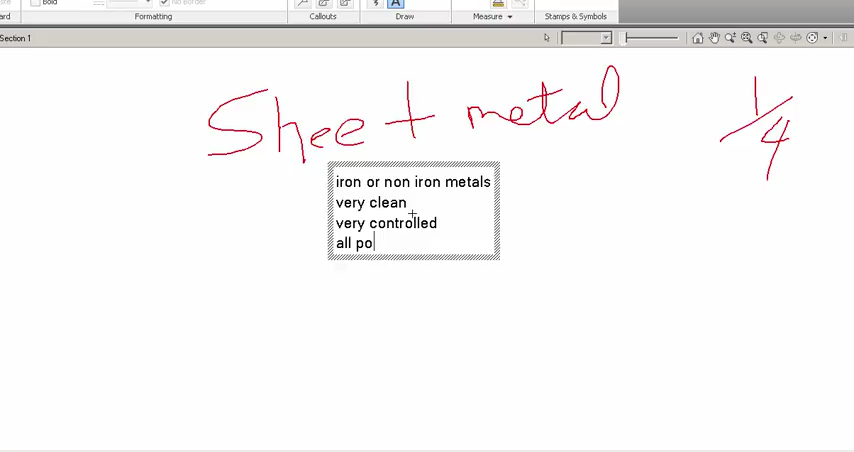 Bold
No Border
ard
Formatting
Callouts
Draw
Measure
Stamps & Symbols
Section 1
Sheet metal 1/4
iron or non iron metals
very clean
very controlled
all po